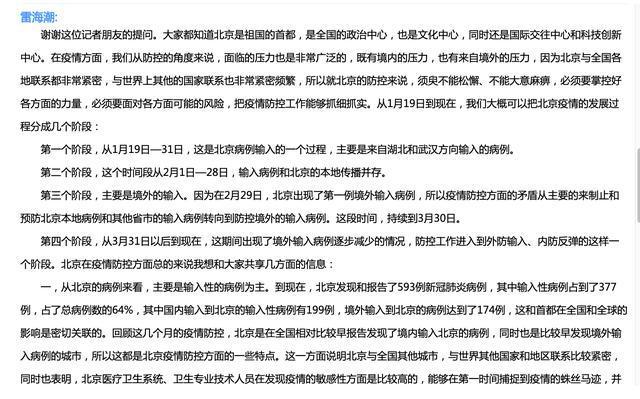 雷海潮:
谢谢这位记者朋友的提问。大家都知道北京是祖国的首都，是全国的政治中心，也是文化中心，同时还是国际交往中心和科技创新
中心。在疫情方面，我们从防控的角度来说，面临的压力也是非常广泛的，既有境内的压力，也有来自境外的压力，因为北京与全国各
地联系都非常紧密，与世界上其他的国家联系也非常紧密频繁，所以就北京的防控来说，须臾不能松懈、不能大意麻痹，必须要掌控好
各方面的力量，必须要面对各方面可能的风险，把疫情防控工作能够抓细抓实。从1月19日到现在，我们大概可以把北京疫情的发展过
程分成几个阶段：
第一个阶段，从1月19日—31日，这是北京病例输入的一个过程，主要是来自湖北和武汉方向输入的病例。
第二个阶段，这个时间段从2月1日—28日，输入病例和北京的本地传播并存。
第三个阶段，主要是境外的输入。因为在2月29日，北京出现了第一例境外输入病例，所以疫情防控方面的矛盾从主要的来制止和
预防北京本地病例和其他省市的输入病例转向到防控境外的输入病例。这段时间，持续到3月30日。
第四个阶段，从3月31日以后到现在，这期间出现了境外输入病例逐步减少的情况，防控工作进入到外防输入、内防反弹的这样一
个阶段。北京在疫情防控方面总的来说我想和大家共享几方面的信息：
一，从北京的病例来看，主要是输入性的病例为主。到现在，北京发现和报告了593例新冠肺炎病例，其中输入性病例占到了377
例，占了总病例数的64%，其中国内输入到北京的输入性病例有199例，境外输入到北京的病例达到了174例，这和首都在全国和全球的
影响是密切关联的。回顾这几个月的疫情防控，北京是在全国相对比较早报告发现了境内输入北京的病例，同时也是比较早发现境外输
入病例的城市，所以这都是北京疫情防控方面的一些特点。这一方面说明北京与全国其他城市，与世界其他国家和地区联系比较紧密，
同时也表明，北京医疗卫生系统、卫生专业技术人员在发现疫情的敏感性方面是比较高的，能够在第一时间捕捉到疫情的蛛丝马迹，并